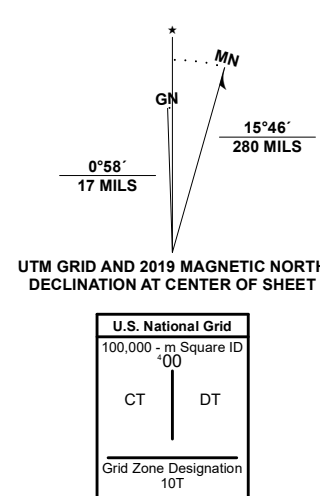 ★
MN
GN
15°46´
280 MILS
0°58´
17 MILS
UTM GRID AND 2019 MAGNETIC NORTH
DECLINATION AT CENTER OF SHEET
U.S. National Grid
100,000 - m Square ID
⁴00
CT DT
Grid Zone Designation
10T